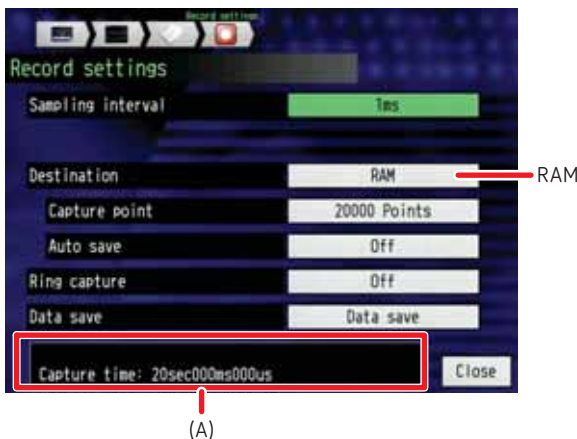 Record settings
Record settings
Sampling interval 1ms
Destination RAM
RAM
Capture point 20000 Points
Auto save Off
Ring capture Off
Data save Data save
Capture time: 20sec000ms000us
Close
(A)